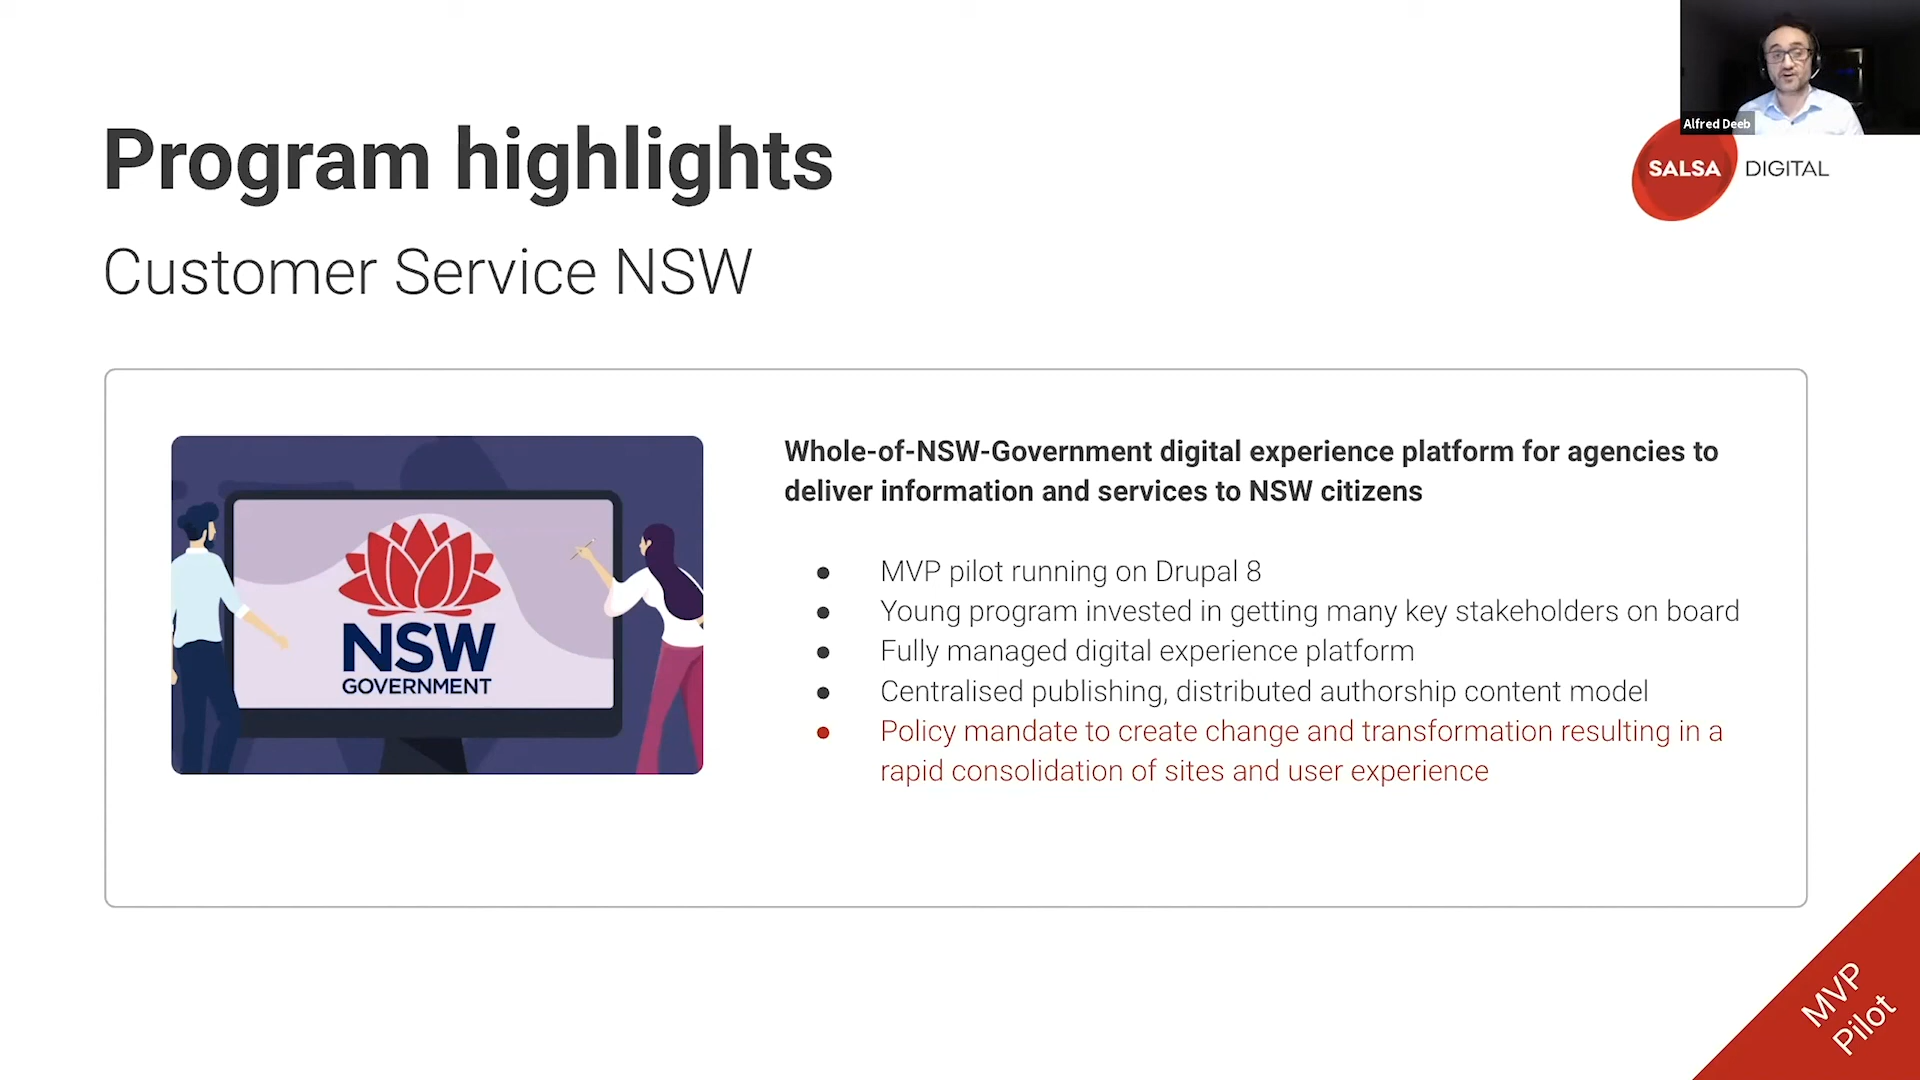 Alfred Deeb
SALSA DIGITAL
Program highlights
Customer Service NSW
NSW
GOVERNMENT
Whole-of-NSW-Government digital experience platform for agencies to
deliver information and services to NSW citizens
● MVP pilot running on Drupal 8
● Young program invested in getting many key stakeholders on board
● Fully managed digital experience platform
● Centralised publishing, distributed authorship content model
● Policy mandate to create change and transformation resulting in a
rapid consolidation of sites and user experience
MVP
Pilot